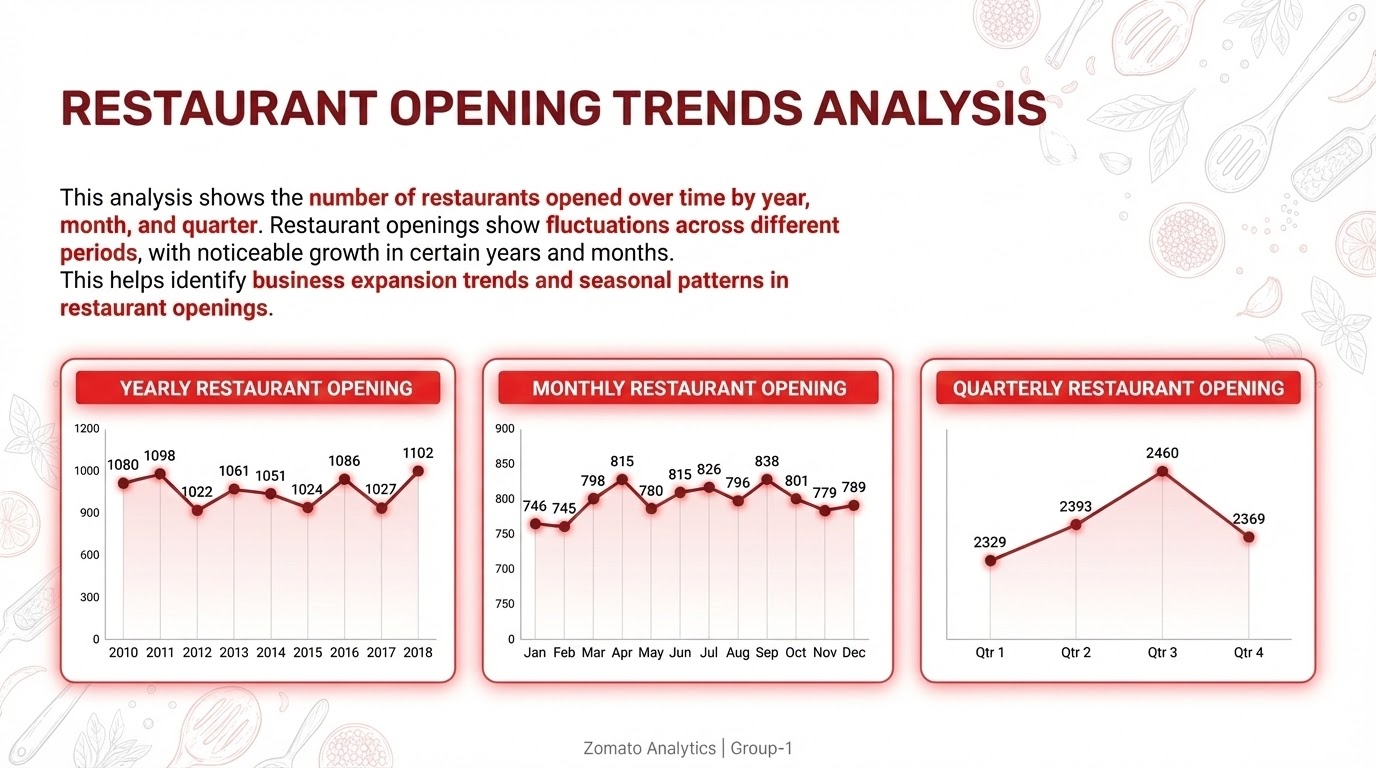 RESTAURANT OPENING TRENDS ANALYSIS
This analysis shows the number of restaurants opened over time by year,
month, and quarter. Restaurant openings show fluctuations across different
periods, with noticeable growth in certain years and months.
This helps identify business expansion trends and seasonal patterns in
restaurant openings.
YEARLY RESTAURANT OPENING
1200
1000
900
600
300
0
1080 1098 1022 1061 1051 1024 1086 1027 1102
2010 2011 2012 2013 2014 2015 2016 2017 2018
MONTHLY RESTAURANT OPENING
900
850
800
750
700
750
0
746 745 798 815 780 815 826 796 838 801 779 789
Jan Feb Mar Apr May Jun Jul Aug Sep Oct Nov Dec
QUARTERLY RESTAURANT OPENING
2329 2393 2460 2369
Qtr 1 Qtr 2 Qtr 3 Qtr 4
Zomato Analytics | Group-1